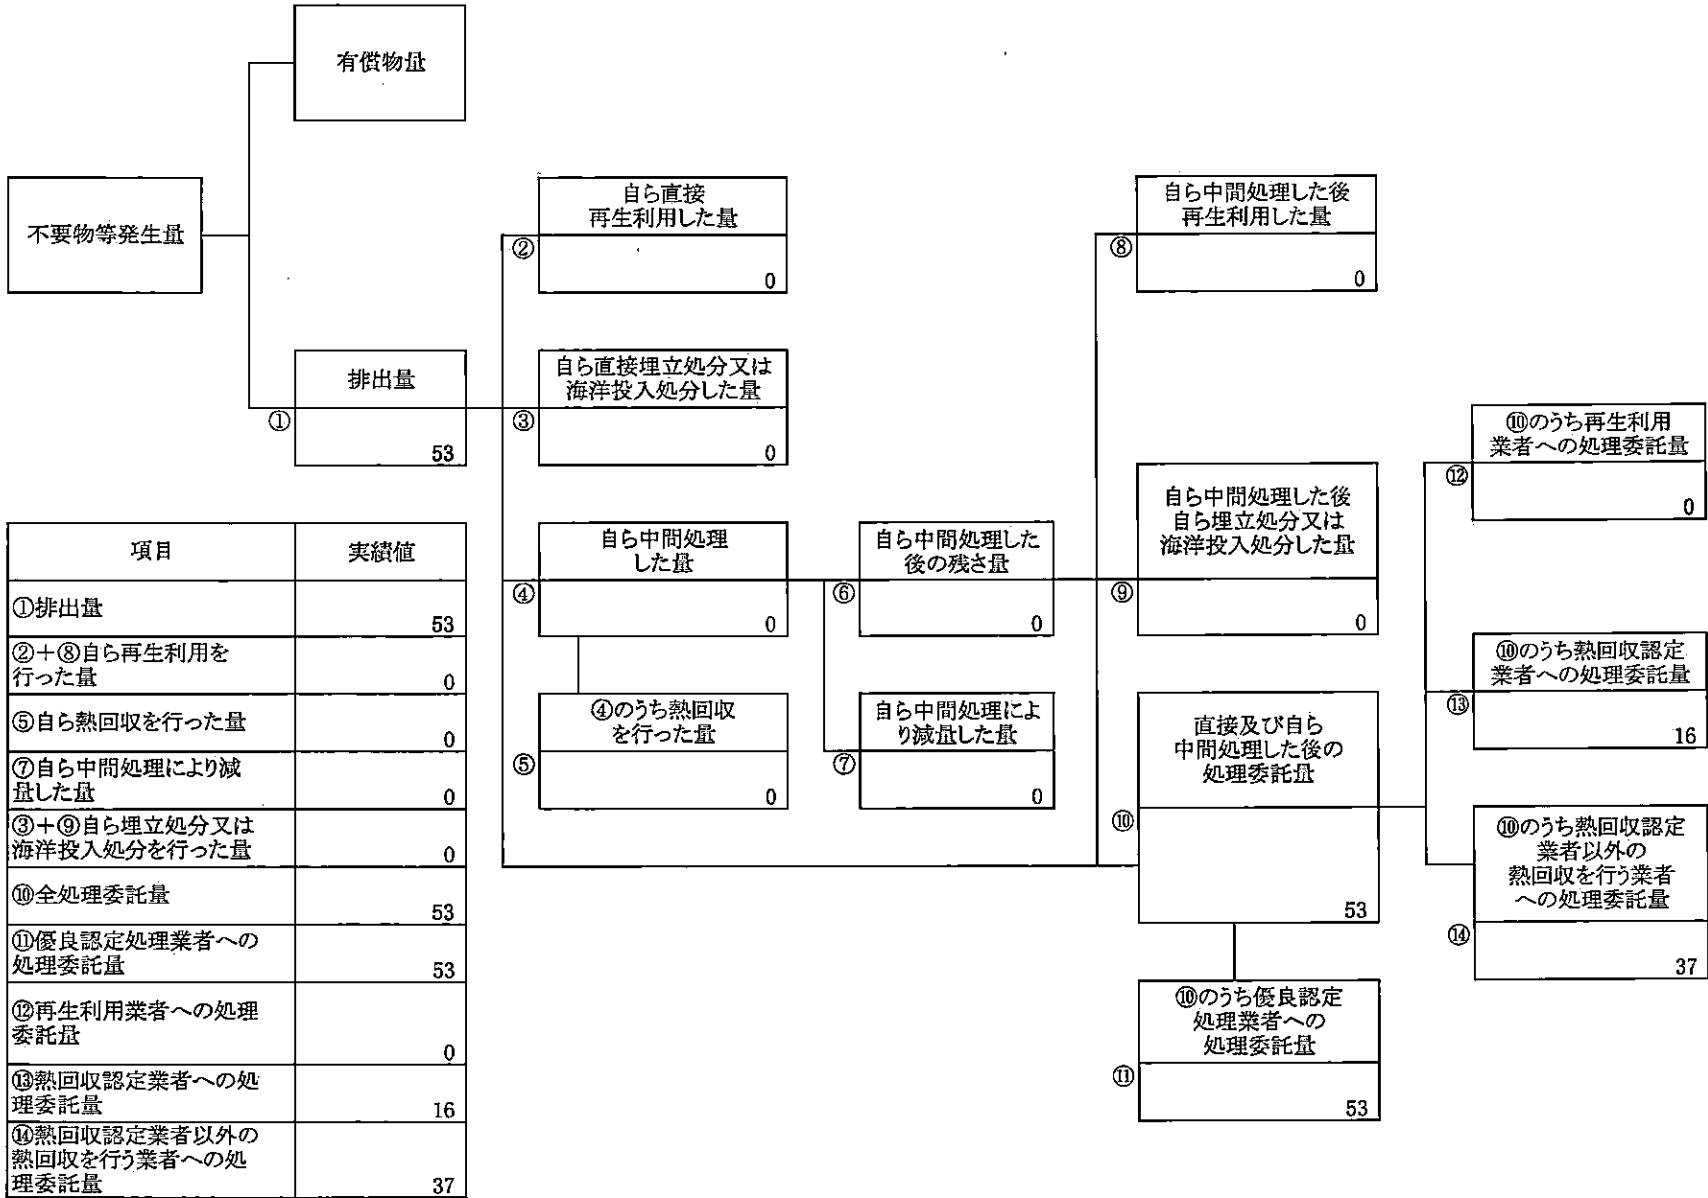 有償物量
不要物等発生量
排出量
①
53
自ら直接
再生利用した量
②
0
自ら直接埋立処分又は
海洋投入処分した量
③
0
自ら中間処理
した量
④
0
④のうち熱回収
を行った量
⑤
0
自ら中間処理した
後の残さ量
⑥
0
自ら中間処理によ
り減量した量
⑦
0
自ら中間処理した後
再生利用した量
⑧
0
自ら中間処理した後
自ら埋立処分又は
海洋投入処分した量
⑨
0
直接及び自ら
中間処理した後の
処理委託量
⑩
53
⑩のうち優良認定
処理業者への
処理委託量
⑪
53
⑩のうち再生利用
業者への処理委託量
⑫
0
⑩のうち熱回収認定
業者への処理委託量
⑬
16
⑩のうち熱回収認定
業者以外の
熱回収を行う業者
への処理委託量
⑭
37
項目 実績値
①排出量 53
②+⑧自ら再生利用を
行った量 0
⑤自ら熱回収を行った量 0
⑦自ら中間処理により減
量した量 0
③+⑨自ら埋立処分又は
海洋投入処分を行った量 0
⑩全処理委託量 53
⑪優良認定処理業者への
処理委託量 53
⑫再生利用業者への処理
委託量 0
⑬熱回収認定業者への処
理委託量 16
⑭熱回収認定業者以外の
熱回収を行う業者への処
理委託量 37